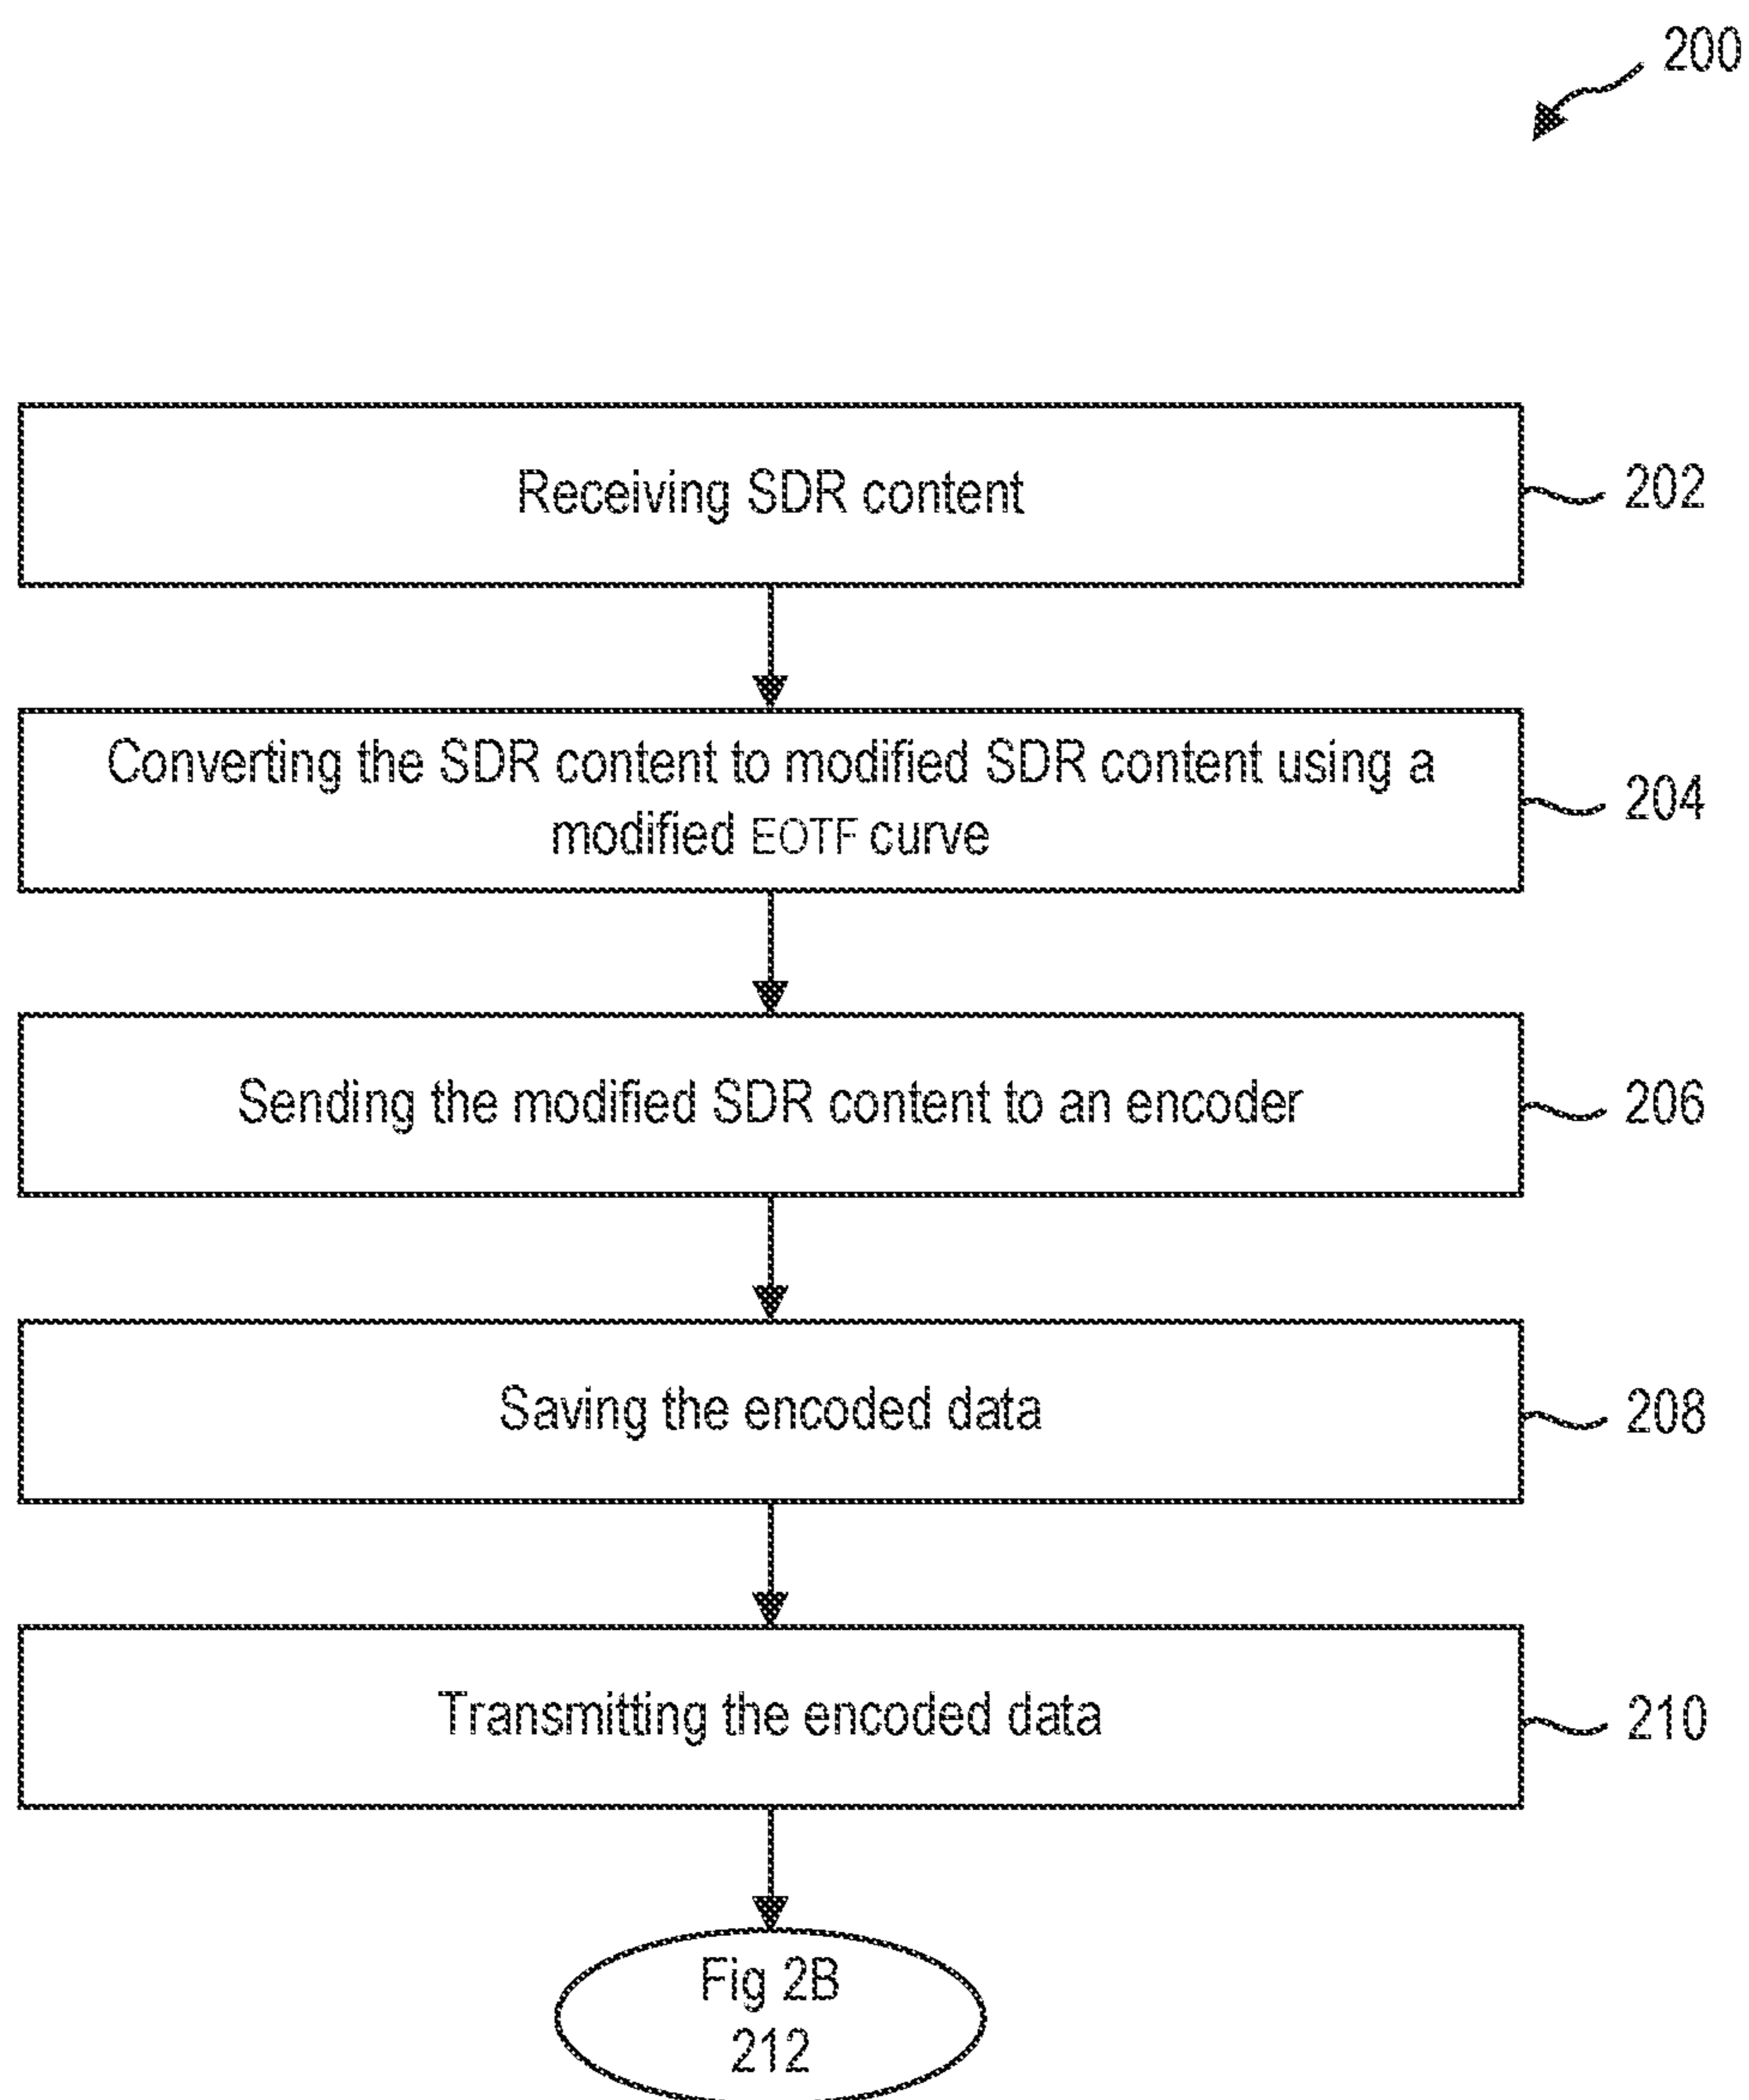 200
Receiving SDR content
202
Converting the SDR content to modified SDR content using a
modified EOTF curve
204
Sending the modified SDR content to an encoder
206
Saving the encoded data
208
Transmitting the encoded data
210
Fig 2B
212